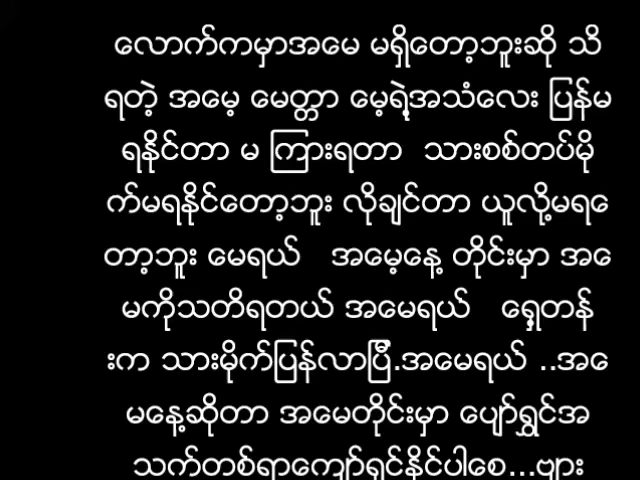 လောက်ကမှာအမေ မရှိတော့ဘူးဆို သိ
ရတဲ့ အမေ့ မေတ္တာ မေ့ရဲ့အသံလေး ပြန်မ
ရနိုင်တာ မ ကြားရတာ သားစစ်တပ်မို
က်မရနိုင်တော့ဘူး လိုချင်တာ ယူလို့မရေ
တာ့ဘူး မေရယ် အမေ့နေ့ တိုင်းမှာ အေ
မကိုသတိရတယ် အမေရယ် ရှေ့တန်
းက သားမိုက်ပြန်လာပြီ.အမေရယ် ..အေ
မနေ့ဆိုတာ အမေတိုင်းမှာ ပျော်ရွှင်အ
သက်တစ်ရာကျော်ရှင်နိုင်ပါစေ...ဗျား